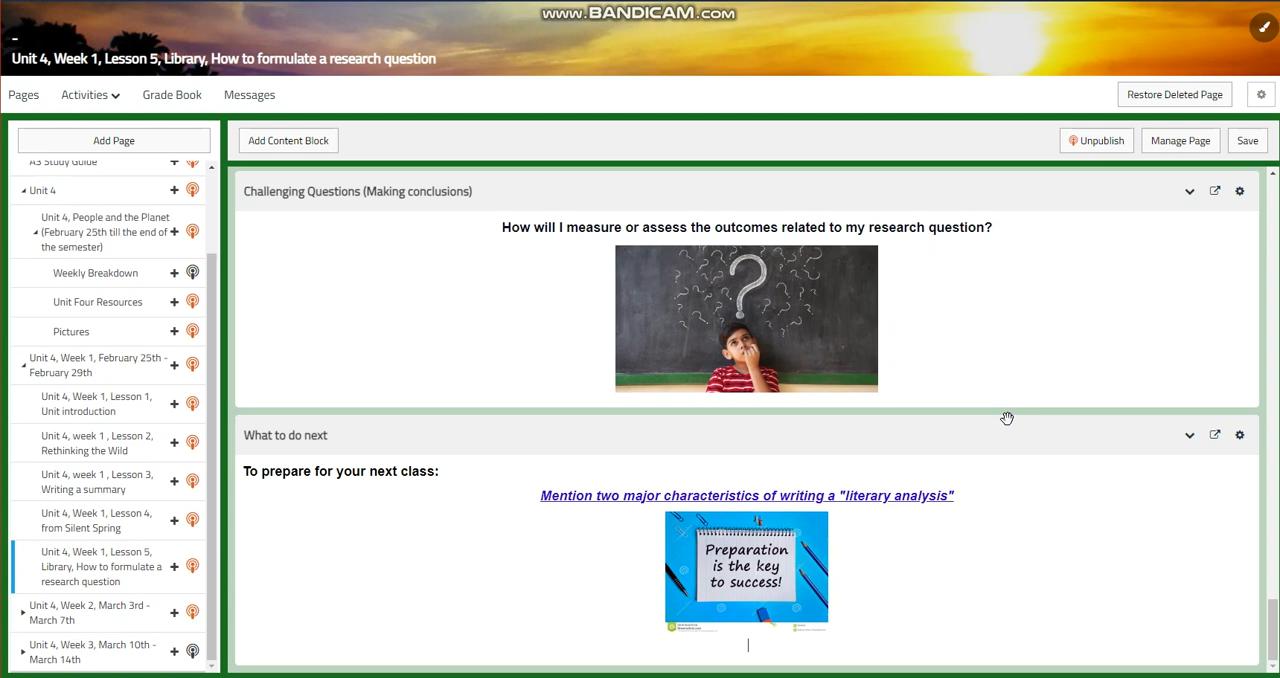 www.BANDICAM.com
-
Unit 4, Week 1, Lesson 5, Library, How to formulate a research question
Pages
Activities
Grade Book
Messages
Restore Deleted Page
Add Page
A3 Study Guide
Unit 4
Unit 4, People and the Planet
(February 25th till the end of
the semester)
Weekly Breakdown
Unit Four Resources
Pictures
Unit 4, Week 1, February 25th -
February 29th
Unit 4, Week 1, Lesson 1,
Unit introduction
Unit 4, week 1 , Lesson 2,
Rethinking the Wild
Unit 4, week 1 , Lesson 3,
Writing a summary
Unit 4, Week 1, Lesson 4,
from Silent Spring
Unit 4, Week 1, Lesson 5,
Library, How to formulate a
research question
Unit 4, Week 2, March 3rd -
March 7th
Unit 4, Week 3, March 10th -
March 14th
Add Content Block
Unpublish
Manage Page
Save
Challenging Questions (Making conclusions)
How will I measure or assess the outcomes related to my research question?
?
What to do next
To prepare for your next class:
Mention two major characteristics of writing a "literary analysis"
Preparation
is the key
to success!